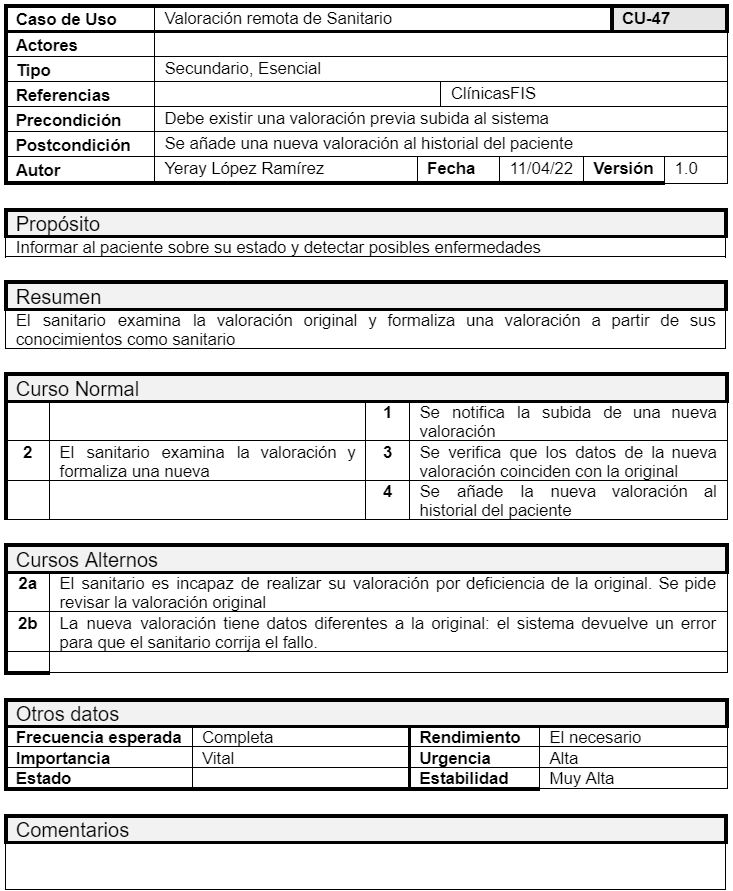 Caso de Uso Valoración remota de Sanitario CU-47
Actores
Tipo Secundario, Esencial
Referencias ClínicasFIS
Precondición Debe existir una valoración previa subida al sistema
Postcondición Se añade una nueva valoración al historial del paciente
Autor Yeray López Ramírez Fecha 11/04/22 Versión 1.0
Propósito
Informar al paciente sobre su estado y detectar posibles enfermedades
Resumen
El sanitario examina la valoración original y formaliza una valoración a partir de sus
conocimientos como sanitario
Curso Normal
1 Se notifica la subida de una nueva
valoración
2 El sanitario examina la valoración y
formaliza una nueva
3 Se verifica que los datos de la nueva
valoración coinciden con la original
4 Se añade la nueva valoración al
historial del paciente
Cursos Alternos
2a El sanitario es incapaz de realizar su valoración por deficiencia de la original. Se pide
revisar la valoración original
2b La nueva valoración tiene datos diferentes a la original: el sistema devuelve un error
para que el sanitario corrija el fallo.
Otros datos
Frecuencia esperada Completa Rendimiento El necesario
Importancia Vital Urgencia Alta
Estado Estabilidad Muy Alta
Comentarios